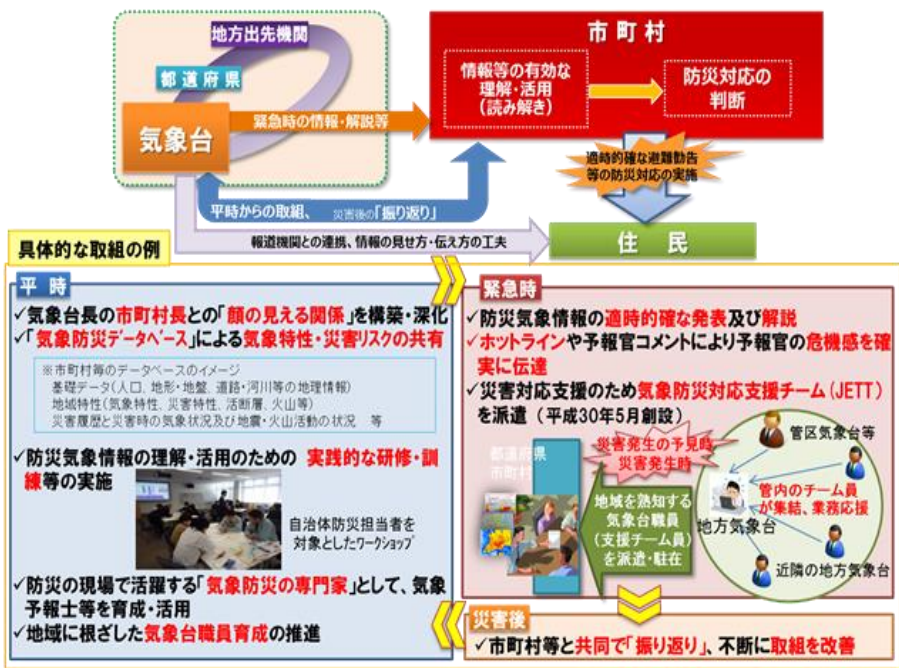 地方出先機関
都道府県
気象台
緊急時の情報・解説等
市町村
情報等の有効な
理解・活用
（読み解き）
防災対応の
判断
適時的確な避難勧告
等の防災対応の実施
平時からの取組、 災害後の「振り返り」
報道機関との連携、情報の見せ方・伝え方の工夫
住 民
具体的な取組の例
平 時
✓気象台長の市町村長との「顔の見える関係」を構築・深化
✓「気象防災データベース」による気象特性・災害リスクの共有
※市町村等のデータベースのイメージ
基礎データ（人口、地形・地盤、道路・河川等の地理情報）
地域特性（気象特性、災害特性、活断層、火山等）
災害履歴と災害時の気象状況及び地震・火山活動の状況 等
✓防災気象情報の理解・活用のための 実践的な研修・訓
練等の実施
自治体防災担当者を
対象としたワークショップ
✓防災の現場で活躍する「気象防災の専門家」として、気象
予報士等を育成・活用
✓地域に根ざした気象台職員育成の推進
緊急時
✓防災気象情報の適時的確な発表及び解説
✓ホットラインや予報官コメントにより予報官の危機感を確
実に伝達
✓災害対応支援のため気象防災対応支援チーム（JETT）
を派遣（平成30年5月創設）
災害発生の予見時
災害発生時
都道府県
市町村
地域を熟知する
気象台職員
（支援チーム員）
を派遣・駐在
管区気象台等
管内のチーム員
が集結、業務応援
地方気象台
近隣の地方気象台
災害後
✓市町村等と共同で「振り返り」、不断に取組を改善